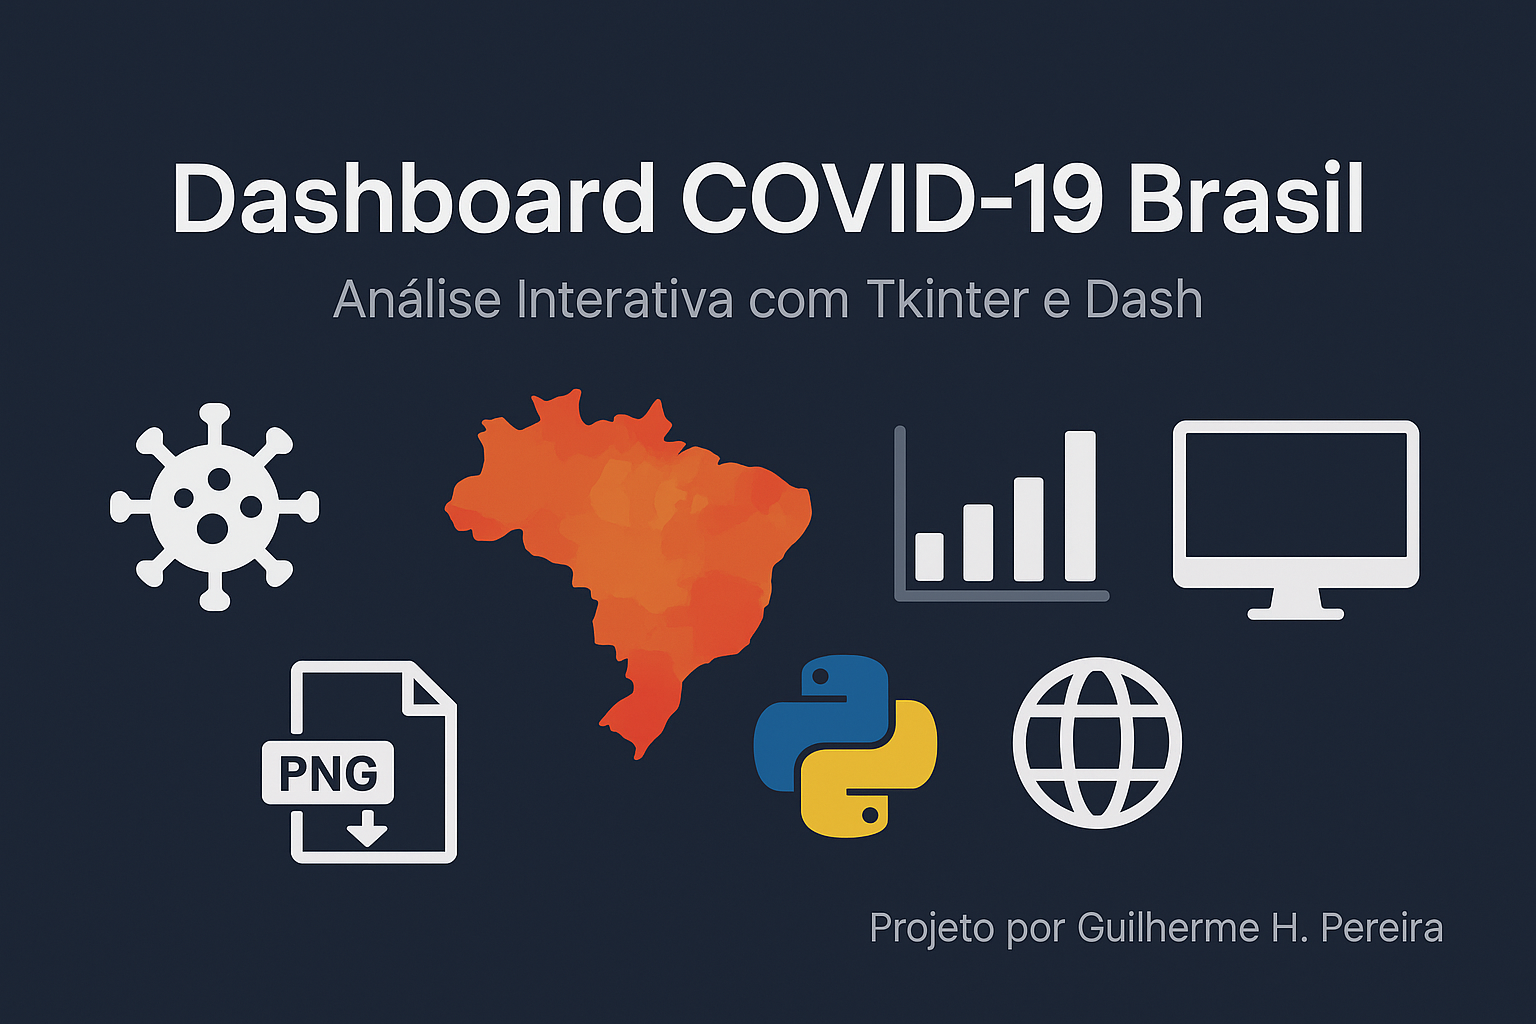 Dashboard COVID-19 Brasil
Análise Interativa com Tkinter e Dash
PNG
Projeto por Guilherme H. Pereira